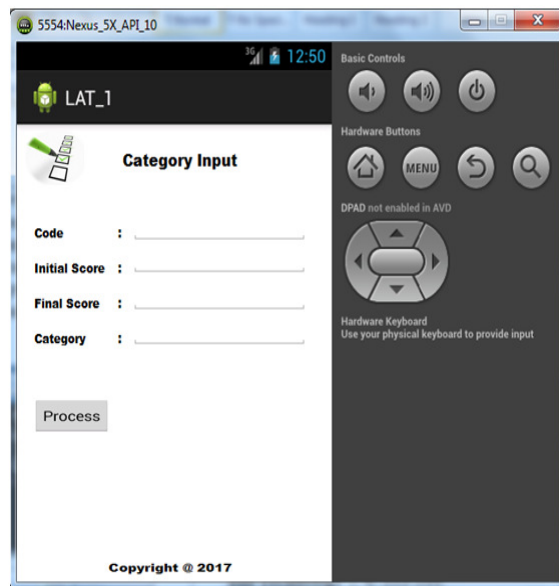 5554:Nexus_5X_API_10
3G 12:50
LAT_1
Category Input
Code :
Initial Score :
Final Score :
Category :
Process
Copyright @ 2017
Basic Controls
Hardware Buttons
MENU
DPAD not enabled in AVD
Hardware Keyboard
Use your physical keyboard to provide input